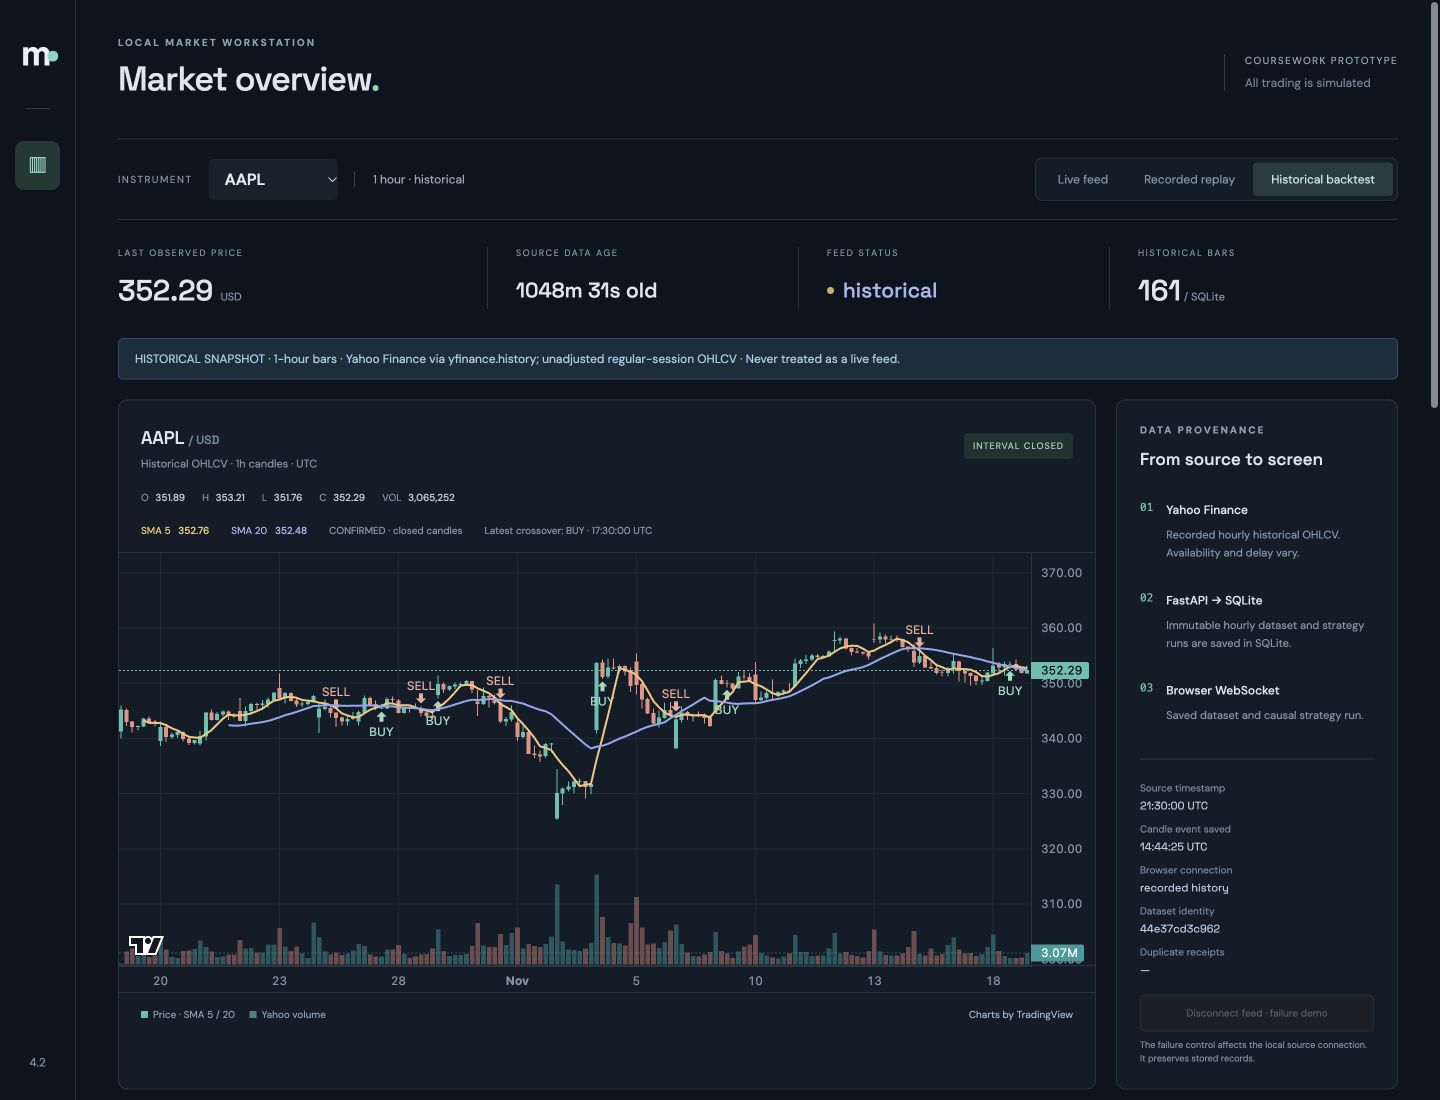 m
LOCAL MARKET WORKSTATION
Market overview.
COURSEWORK PROTOTYPE
All trading is simulated
INSTRUMENT AAPL 1 hour · historical
Live feed Recorded replay Historical backtest
LAST OBSERVED PRICE
352.29 USD
SOURCE DATA AGE
1048m 31s old
FEED STATUS
historical
HISTORICAL BARS
161 / SQLite
HISTORICAL SNAPSHOT · 1-hour bars · Yahoo Finance via yfinance.history; unadjusted regular-session OHLCV · Never treated as a live feed.
AAPL / USD
Historical OHLCV · 1h candles · UTC
INTERVAL CLOSED
O 351.89 H 353.21 L 351.76 C 352.29 VOL 3,065,252
SMA 5 352.76 SMA 20 352.48 CONFIRMED · closed candles Latest crossover: BUY · 17:30:00 UTC
370.00
360.00
352.29
350.00
340.00
330.00
320.00
310.00
3.07M
SELL
BUY
SELL
BUY
SELL
BUY
SELL
BUY
SELL
BUY
20 23 28 Nov 5 10 13 18
Price · SMA 5 / 20 Yahoo volume
Charts by TradingView
DATA PROVENANCE
From source to screen
01 Yahoo Finance
Recorded hourly historical OHLCV.
Availability and delay vary.
02 FastAPI → SQLite
Immutable hourly dataset and strategy
runs are saved in SQLite.
03 Browser WebSocket
Saved dataset and causal strategy run.
Source timestamp
21:30:00 UTC
Candle event saved
14:44:25 UTC
Browser connection
recorded history
Dataset identity
44e37cd3c962
Duplicate receipts
—
Disconnect feed · failure demo
The failure control affects the local source connection.
It preserves stored records.
4.2